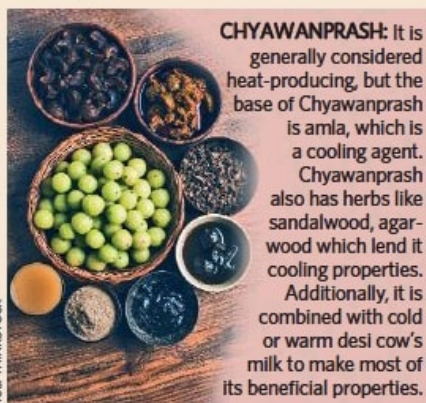 CHYAWANPRASH: It is
generally considered
heat-producing, but the
base of Chyawanprash
is amla, which is
a cooling agent.
Chyawanprash
also has herbs like
sandalwood, agar-
wood which lend it
cooling properties.
Additionally, it is
combined with cold
or warm desi cow's
milk to make most of
its beneficial properties.